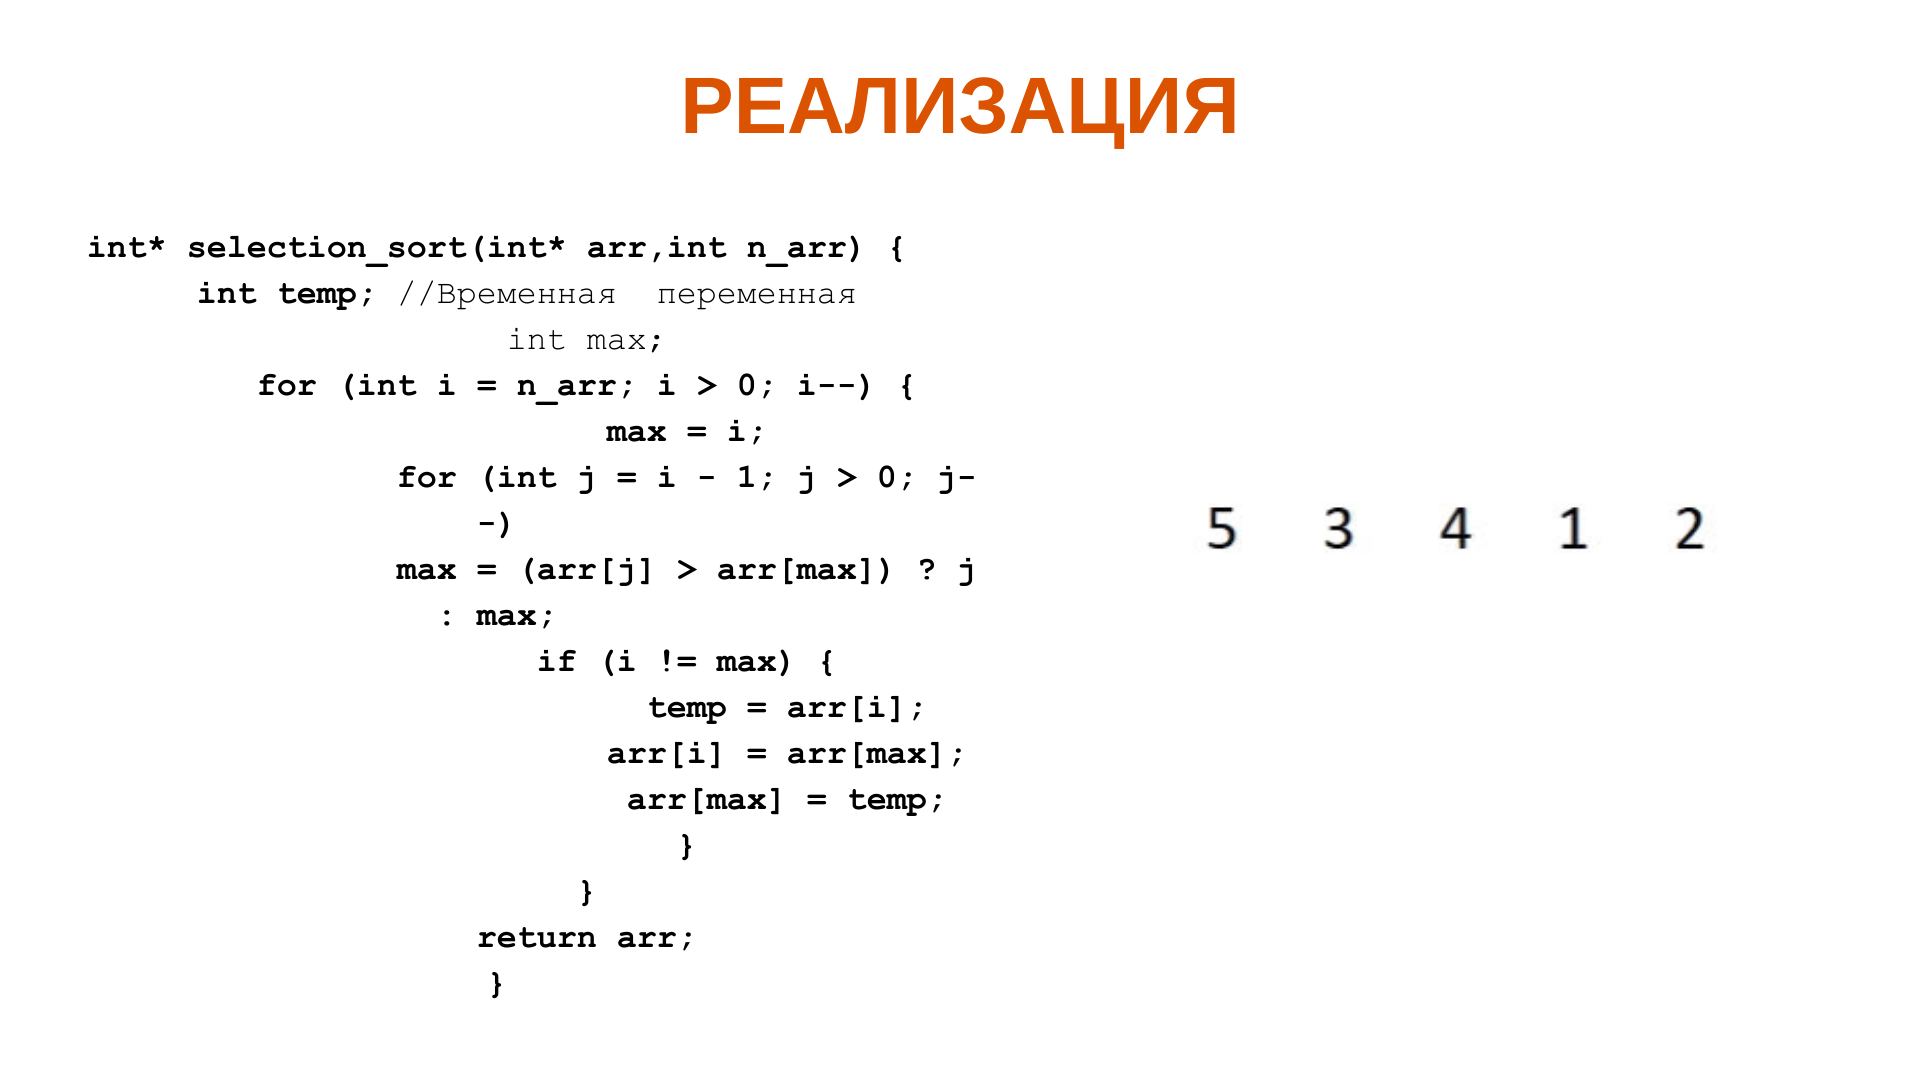 РЕАЛИЗАЦИЯ
int* selection_sort(int* arr,int n_arr) {
int temp; //Временная переменная
int max;
for (int i = n_arr; i > 0; i--) {
max = i;
for (int j = i - 1; j > 0; j-
-)
max = (arr[j] > arr[max]) ? j
: max;
if (i != max) {
temp = arr[i];
arr[i] = arr[max];
arr[max] = temp;
}
}
return arr;
}
5 3 4 1 2